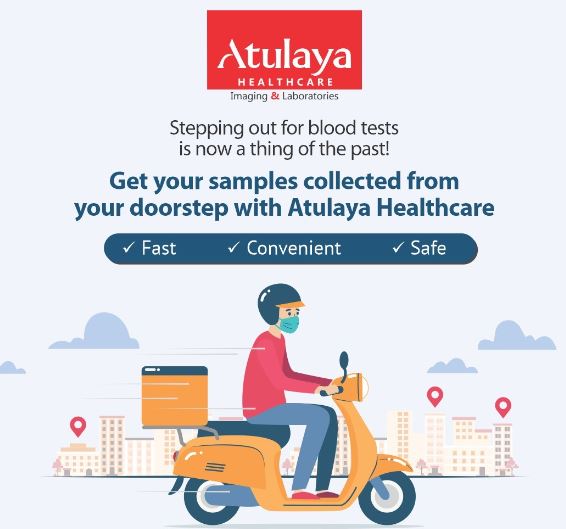 Atulaya
HEALTHCARE
Imaging & Laboratories
Stepping out for blood tests
is now a thing of the past!
Get your samples collected from
your doorstep with Atulaya Healthcare
✓ Fast ✓ Convenient ✓ Safe